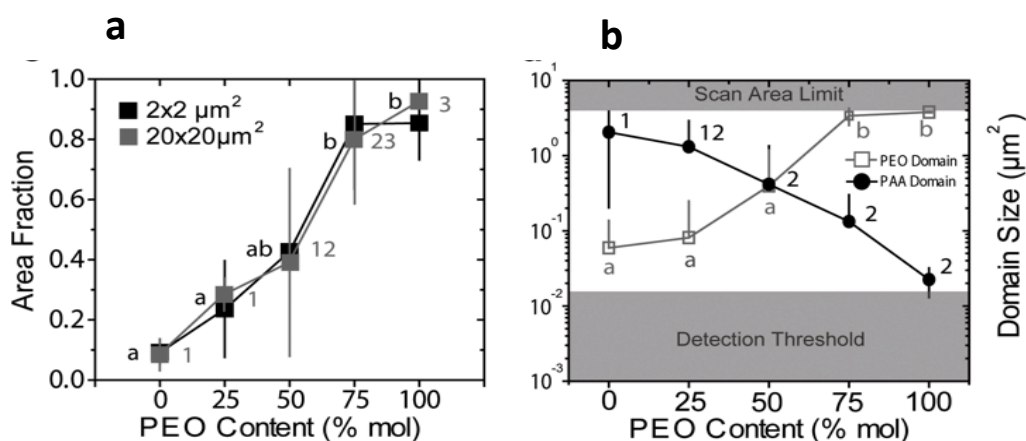 a
b
1.0
0.8
0.6
0.4
0.2
0.0
Area Fraction
2x2 µm²
20x20µm²
a
1
a
1
ab
12
b
23
b
3
0
25
50
75
100
PEO Content (% mol)
10¹
10⁰
10⁻¹
10⁻²
10⁻³
Domain Size (µm²)
Scan Area Limit
1
12
2
2
2
a
a
a
b
b
PEO Domain
PAA Domain
Detection Threshold
0
25
50
75
100
PEO Content (% mol)